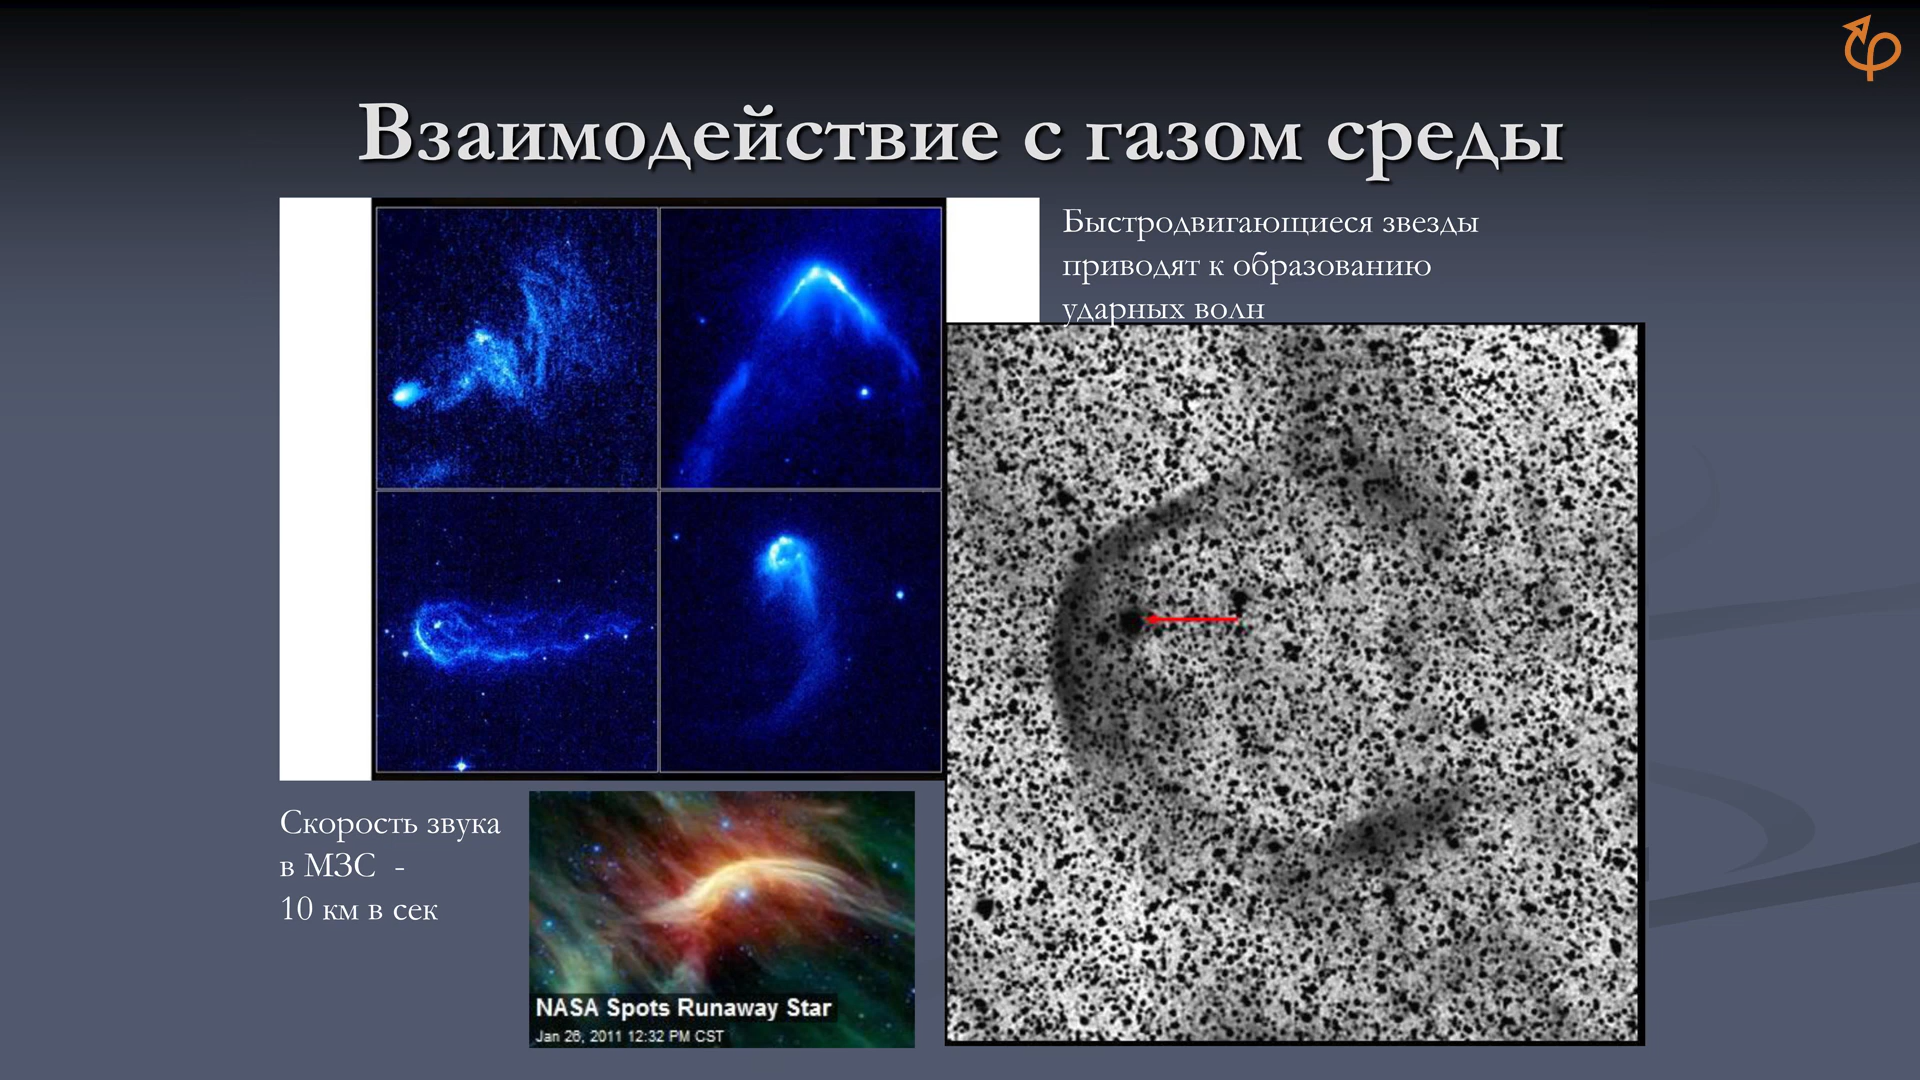 Взаимодействие с газом среды
Быстродвигающиеся звезды
приводят к образованию
ударных волн
Скорость звука
в МЗС -
10 км в сек
NASA Spots Runaway Star
Jan 26, 2011 12:32 PM CST